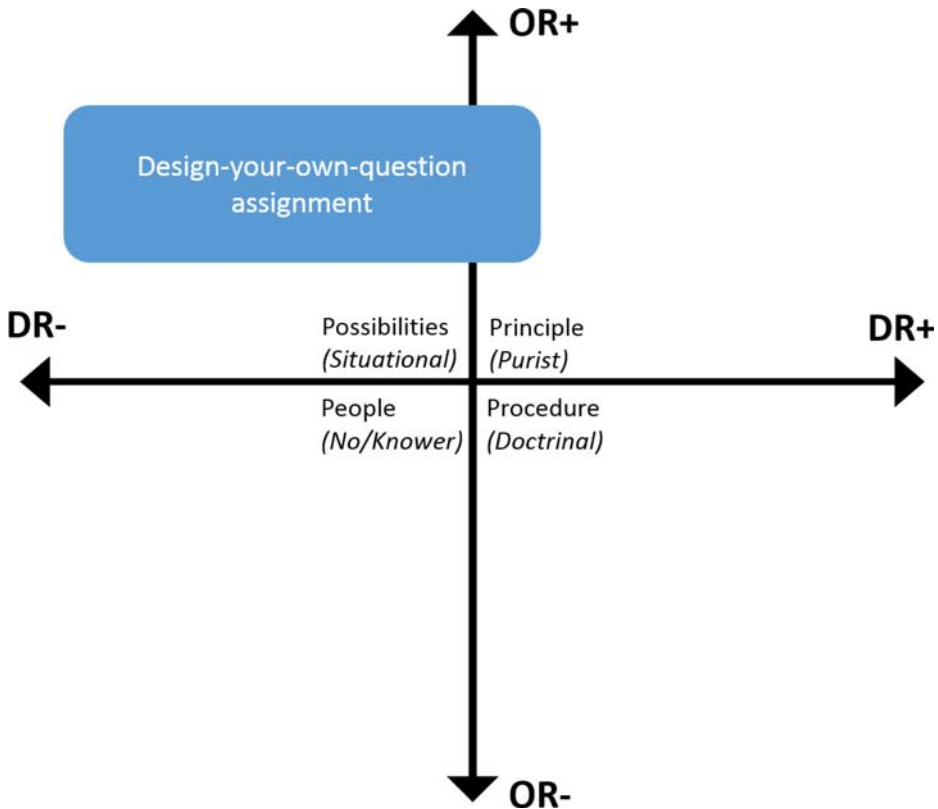 OR+
Design-your-own-question
assignment
DR-
DR+
Possibilities
(Situational)
Principle
(Purist)
People
(No/Knower)
Procedure
(Doctrinal)
OR-